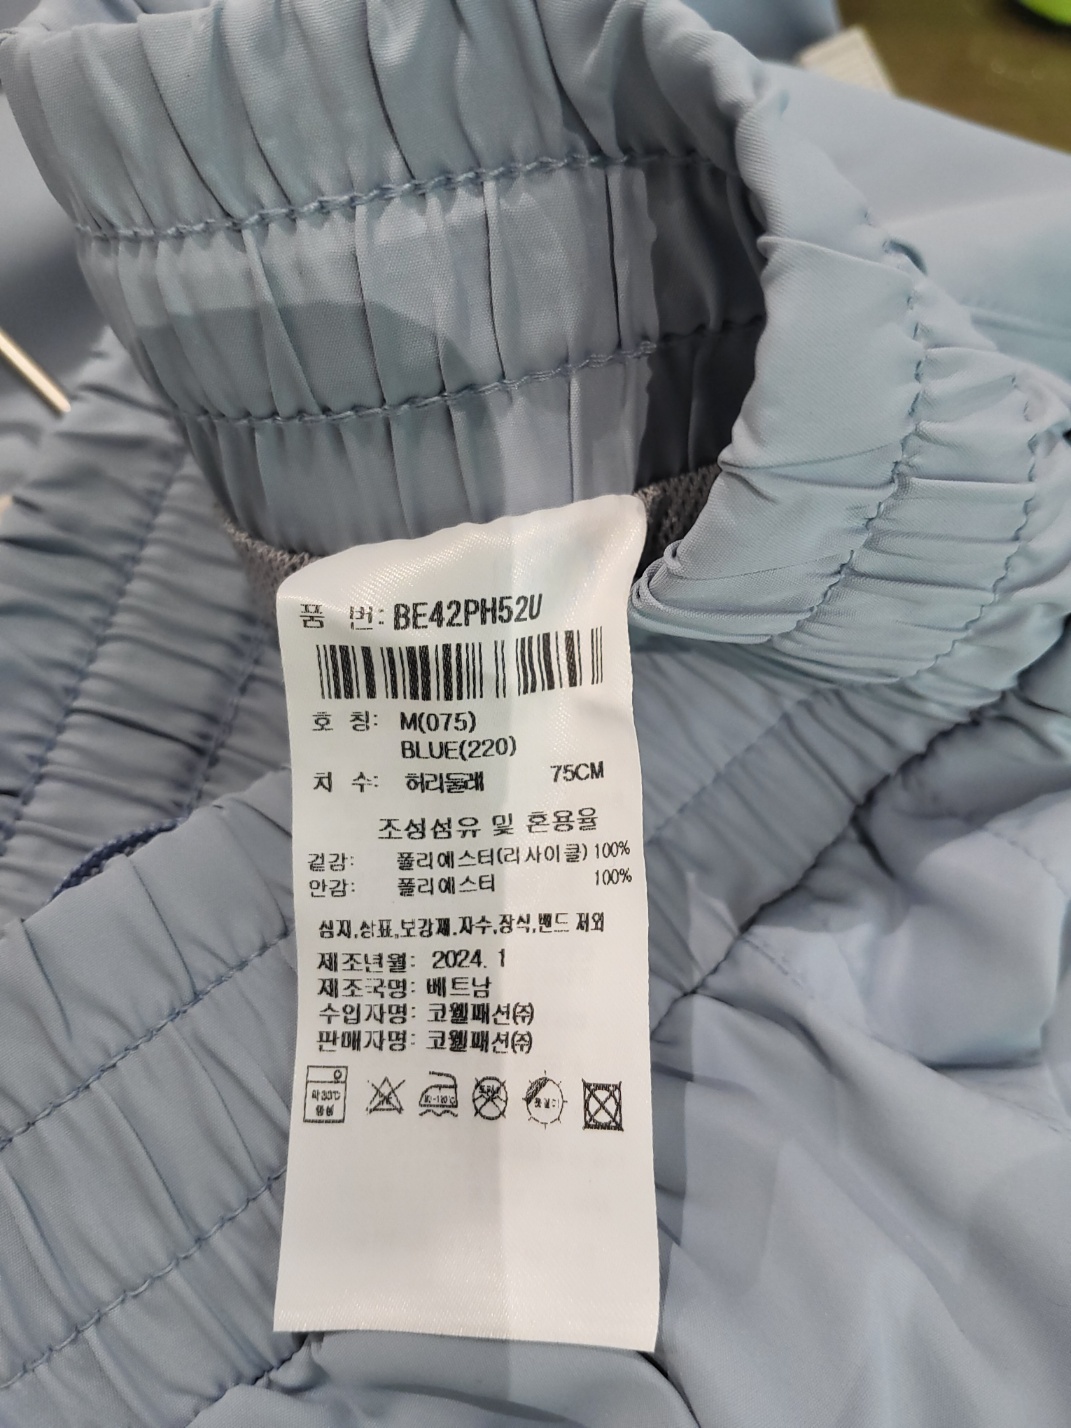 품 번: BE42PH52U
호 칭: M(075)
BLUE(220)
치 수: 허리둘레 75CM
조성섬유 및 혼용율
겉감: 폴리에스터(리사이클) 100%
안감: 폴리에스터 100%
심지,상표,보강제,자수,장식,밴드 제외
제조년월: 2024. 1
제조국명: 베트남
수입자명: 코웰패션㈜
판매자명: 코웰패션㈜
약 30℃